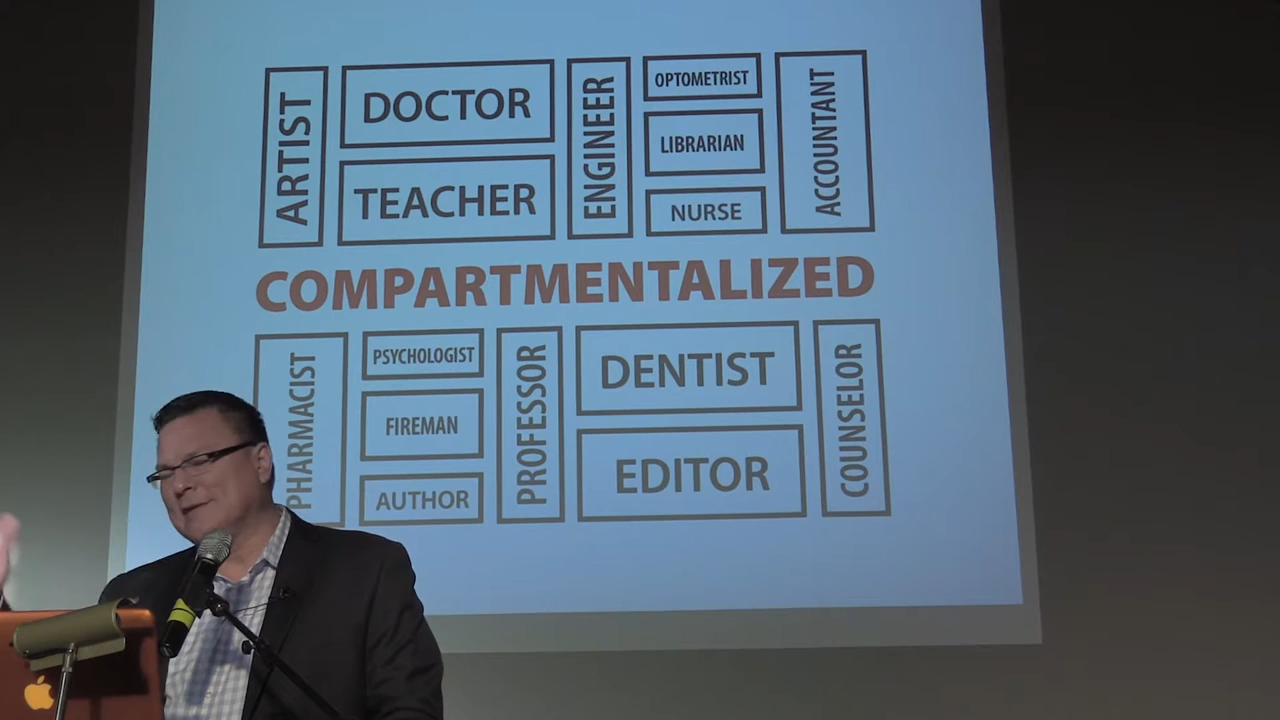 ARTIST
DOCTOR
TEACHER
ENGINEER
OPTOMETRIST
LIBRARIAN
NURSE
ACCOUNTANT
COMPARTMENTALIZED
PHARMACIST
PSYCHOLOGIST
FIREMAN
AUTHOR
PROFESSOR
DENTIST
EDITOR
COUNSELOR